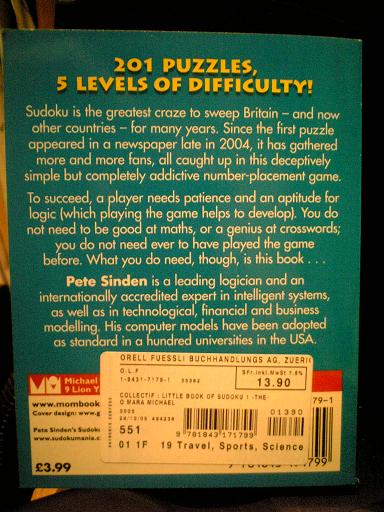 201 PUZZLES,
5 LEVELS OF DIFFICULTY!
Sudoku is the greatest craze to sweep Britain – and now
other countries – for many years. Since the first puzzle
appeared in a newspaper late in 2004, it has gathered
more and more fans, all caught up in this deceptively
simple but completely addictive number-placement game.
To succeed, a player needs patience and an aptitude for
logic (which playing the game helps to develop). You do
not need to be good at maths, or a genius at crosswords;
you do not need ever to have played the game
before. What you do need, though, is this book . . .
Pete Sinden is a leading logician and an
internationally accredited expert in intelligent systems,
as well as in technological, financial and business
modelling. His computer models have been adopted
as standard in a hundred universities in the USA.
ORELL FUESSLI BUCHHANDLUNGS AG, ZUERI
O.L.F
SFr.inkl.MwSt
13.90
1-8431-7179-1
COLLECTIF : LITTLE BOOK OF SUDOKU 1 -THE-
O MARA MICHAEL
01390
551
9 781843 171799
01 1F 19 Travel, Sports, Science
Michael
9 Lion Y
www.mombook
Cover design: www.g
Pete Sinden's Sudok
www.sudokumania.c
79-1
£3.99